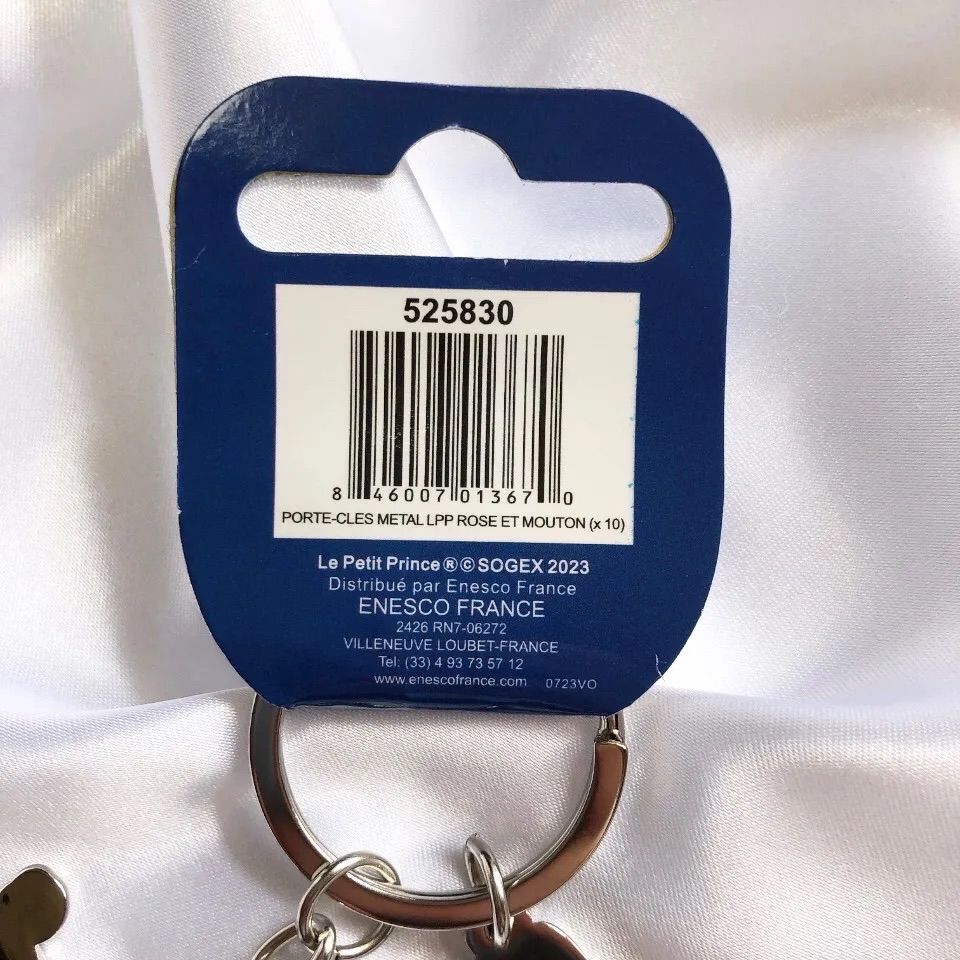 525830
8 46007 01367 0
PORTE-CLES METAL LPP ROSE ET MOUTON (x 10)
Le Petit Prince®© SOGEX 2023
Distribué par Enesco France
ENESCO FRANCE
2426 RN7-06272
VILLENEUVE LOUBET-FRANCE
Tel: (33) 4 93 73 57 12
www.enescofrance.com 0723VO